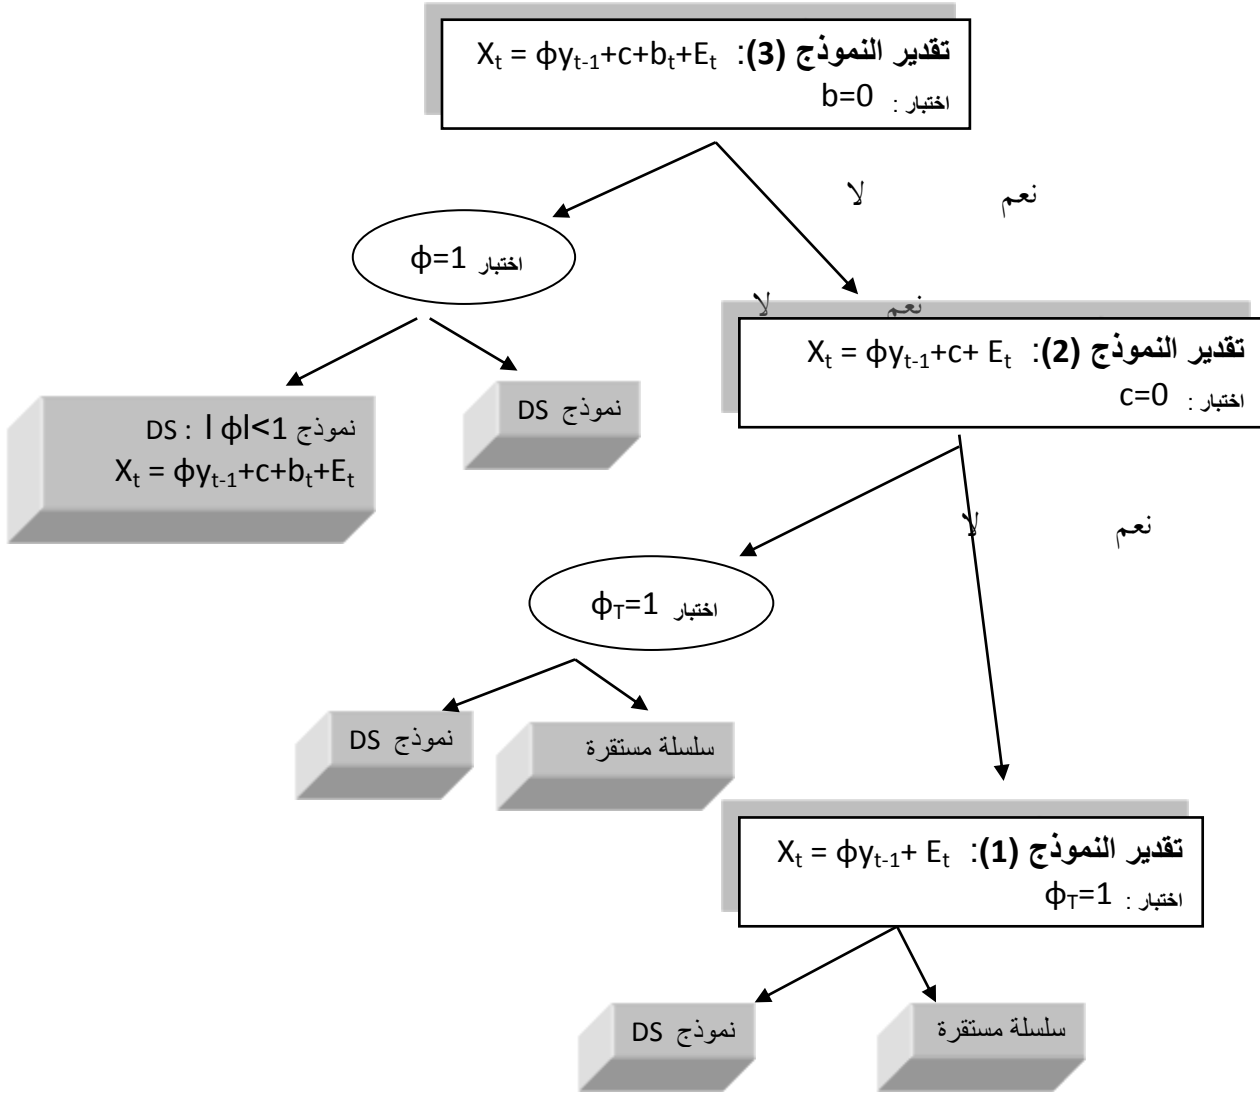 تقدير النموذج (3): Xt = ϕyt-1+c+bt+Et
اختبار : b=0
نعم
لا
اختبار ϕ=1
نعم
لا
تقدير النموذج (2): Xt = ϕyt-1+c+ Et
اختبار : c=0
نموذج DS
نموذج DS : l ϕl<1
Xt = ϕyt-1+c+bt+Et
نعم
لا
اختبار ϕT=1
سلسلة مستقرة
نموذج DS
تقدير النموذج (1): Xt = ϕyt-1+ Et
اختبار : ϕT=1
سلسلة مستقرة
نموذج DS